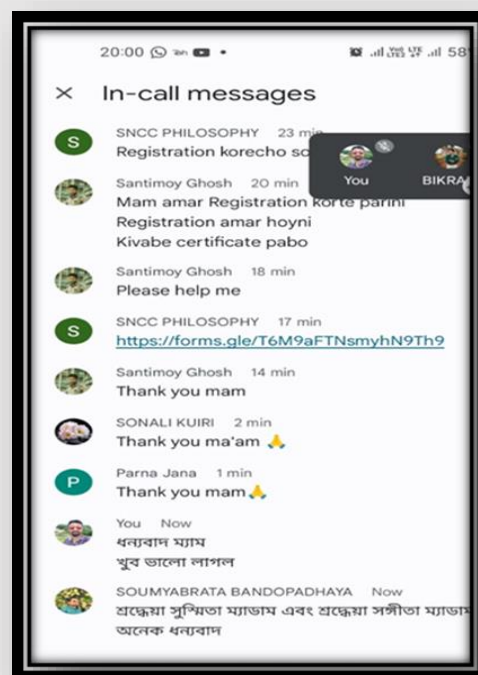 20:00
58
× In-call messages
S
SNCC PHILOSOPHY 23 min
Registration korecho
You
BIKRA
Santimoy Ghosh 20 min
Mam amar Registration korte parini
Registration amar hoyni
Kivabe certificate pabo
Santimoy Ghosh 18 min
Please help me
S
SNCC PHILOSOPHY 17 min
https://forms.gle/T6M9aFTNsmyhN9Th9
Santimoy Ghosh 14 min
Thank you mam
SONALI KUIRI 2 min
Thank you ma'am 🙏
P
Parna Jana 1 min
Thank you mam🙏
You Now
ধন্যবাদ ম্যাম
খুব ভালো লাগল
SOUMYABRATA BANDOPADHAYA Now
শ্রদ্ধেয়া সুস্মিতা ম্যাডাম এবং শ্রদ্ধেয়া সঙ্গীতা ম্যাডাম
অনেক ধন্যবাদ